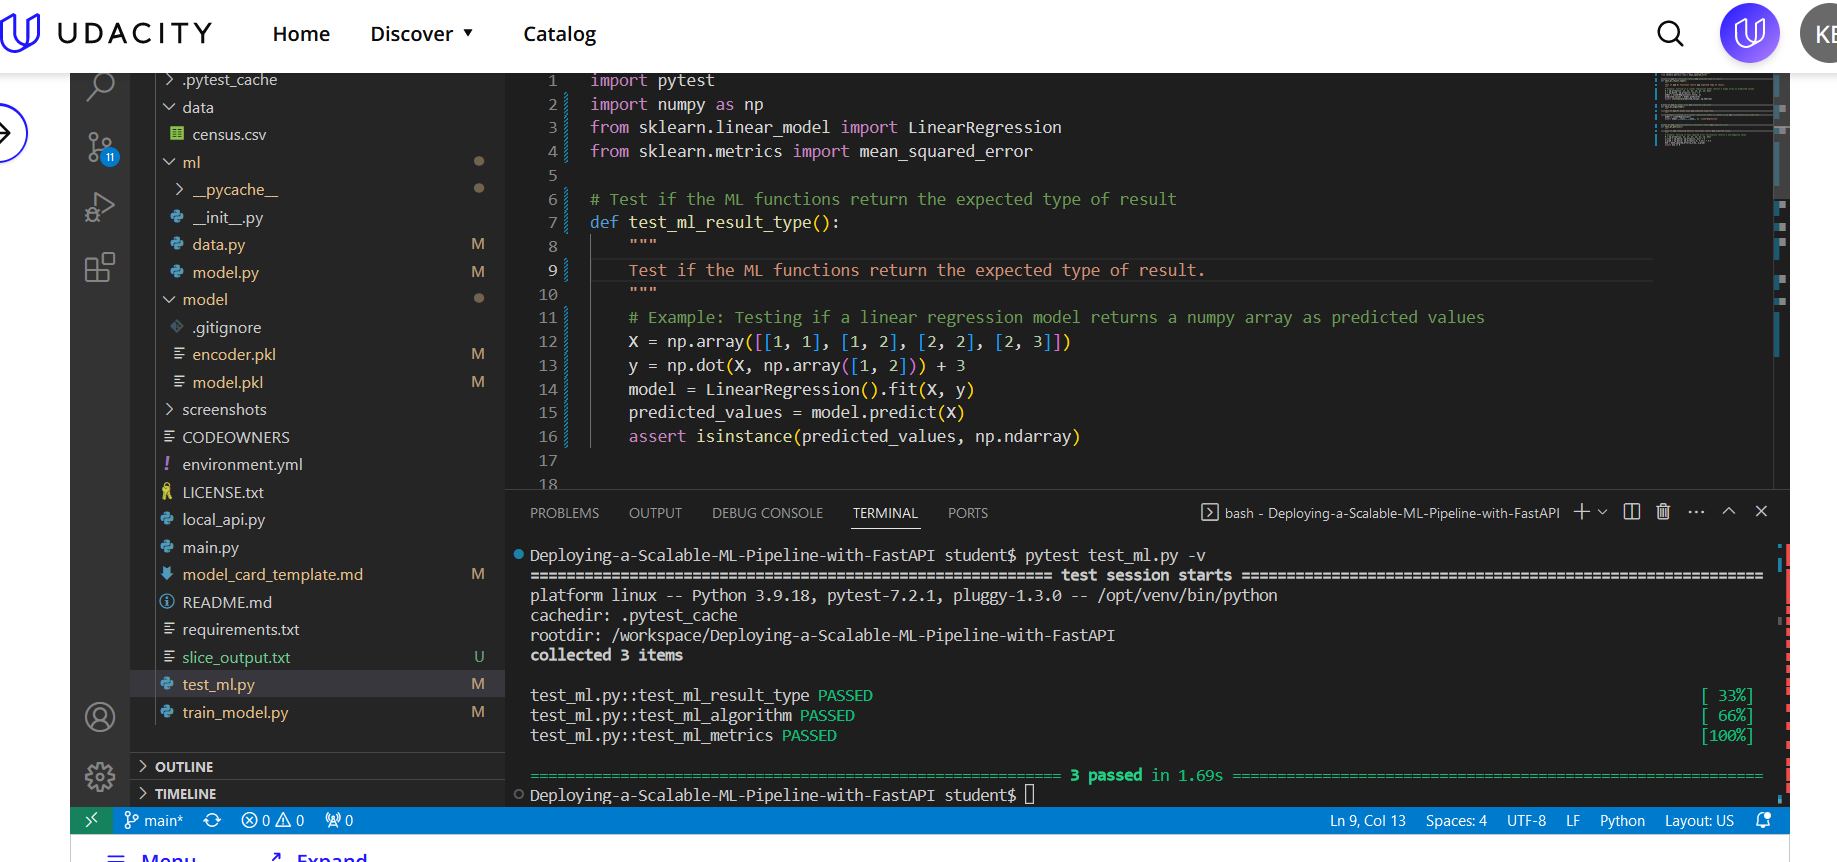 UDACITY Home Discover Catalog KE
.pytest_cache
data
census.csv
ml
__pycache__
__init__.py
data.py M
model.py M
model
.gitignore
encoder.pkl M
model.pkl M
screenshots
CODEOWNERS
environment.yml
LICENSE.txt
local_api.py
main.py
model_card_template.md M
README.md
requirements.txt
slice_output.txt U
test_ml.py M
train_model.py M
OUTLINE
TIMELINE
11
1 import pytest
2 import numpy as np
3 from sklearn.linear_model import LinearRegression
4 from sklearn.metrics import mean_squared_error
5
6 # Test if the ML functions return the expected type of result
7 def test_ml_result_type():
8 """
9 Test if the ML functions return the expected type of result.
10 """
11 # Example: Testing if a linear regression model returns a numpy array as predicted values
12 X = np.array([[1, 1], [1, 2], [2, 2], [2, 3]])
13 y = np.dot(X, np.array([1, 2])) + 3
14 model = LinearRegression().fit(X, y)
15 predicted_values = model.predict(X)
16 assert isinstance(predicted_values, np.ndarray)
17
18
PROBLEMS OUTPUT DEBUG CONSOLE TERMINAL PORTS bash - Deploying-a-Scalable-ML-Pipeline-with-FastAPI
Deploying-a-Scalable-ML-Pipeline-with-FastAPI student$ pytest test_ml.py -v
========================================================== test session starts ==========================================================
platform linux -- Python 3.9.18, pytest-7.2.1, pluggy-1.3.0 -- /opt/venv/bin/python
cachedir: .pytest_cache
rootdir: /workspace/Deploying-a-Scalable-ML-Pipeline-with-FastAPI
collected 3 items
test_ml.py::test_ml_result_type PASSED [ 33%]
test_ml.py::test_ml_algorithm PASSED [ 66%]
test_ml.py::test_ml_metrics PASSED [100%]
=========================================================== 3 passed in 1.69s ===========================================================
Deploying-a-Scalable-ML-Pipeline-with-FastAPI student$
main* 0 0 0 Ln 9, Col 13 Spaces: 4 UTF-8 LF Python Layout: US
Menu Expand